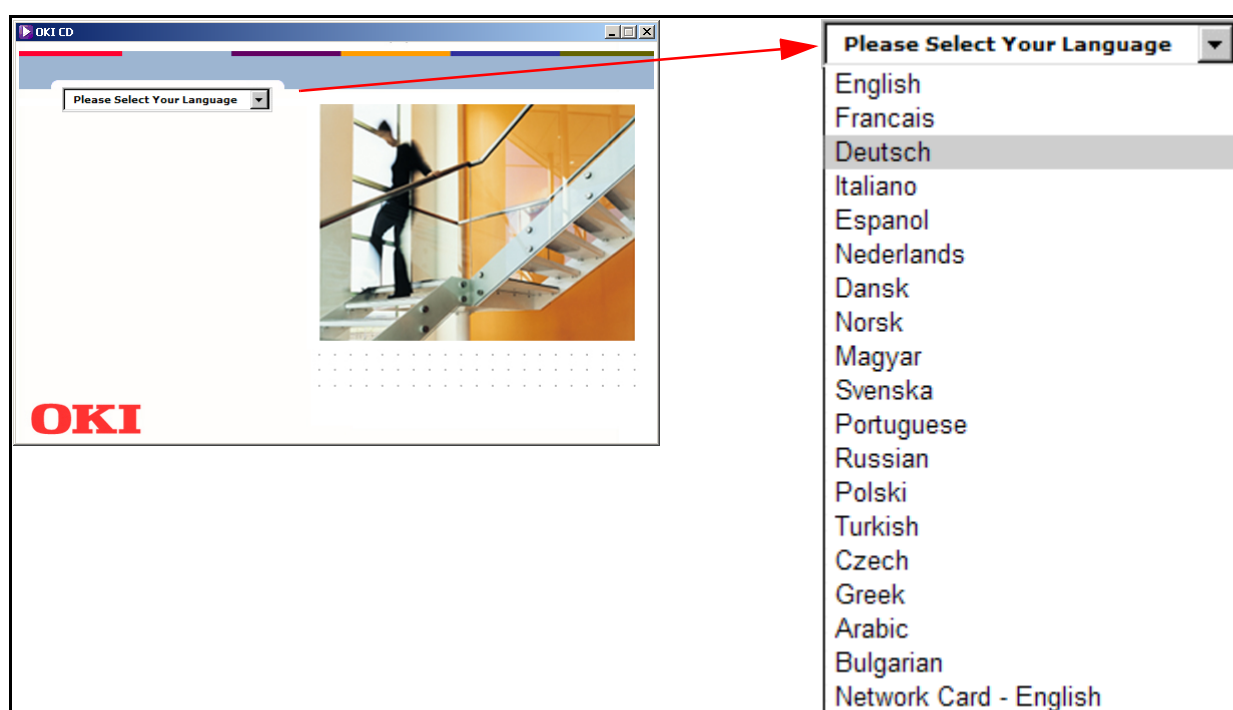 OKI CD
Please Select Your Language
OKI
Please Select Your Language
English
Francais
Deutsch
Italiano
Espanol
Nederlands
Dansk
Norsk
Magyar
Svenska
Portuguese
Russian
Polski
Turkish
Czech
Greek
Arabic
Bulgarian
Network Card - English